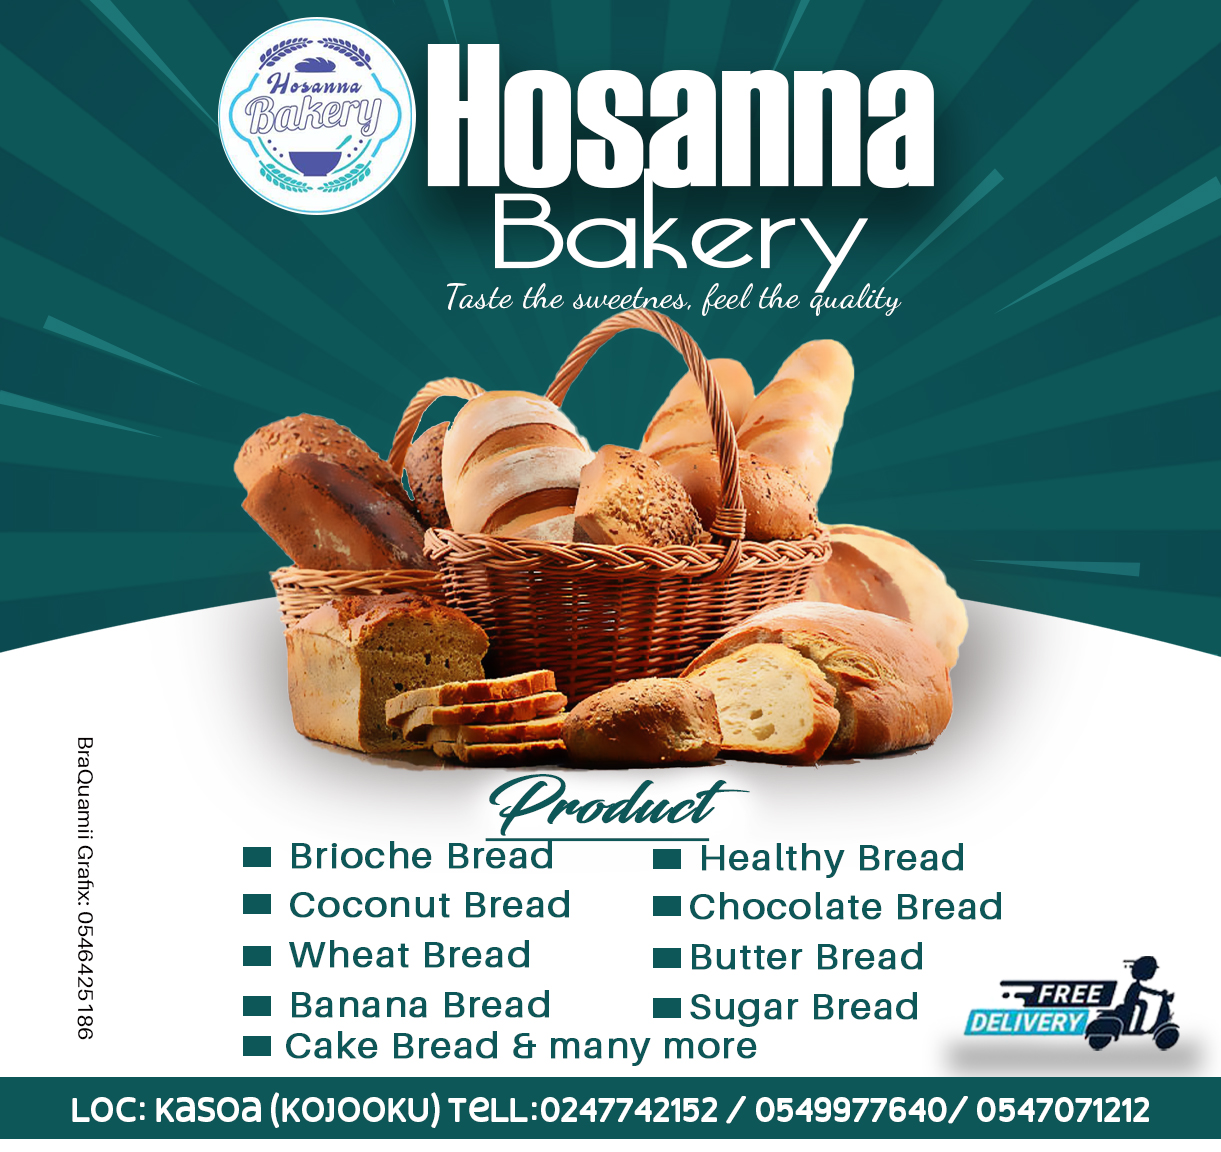 Hosanna
Bakery
Hosanna
Bakery
Taste the sweetnes, feel the quality
Product
Brioche Bread
Healthy Bread
Coconut Bread
Chocolate Bread
Wheat Bread
Butter Bread
Banana Bread
Sugar Bread
Cake Bread & many more
FREE
DELIVERY
BraQuamii Grafix: 0546425186
LOC: KaSOa (KOJOOKU) TeLL:0247742152 / 0549977640/ 0547071212